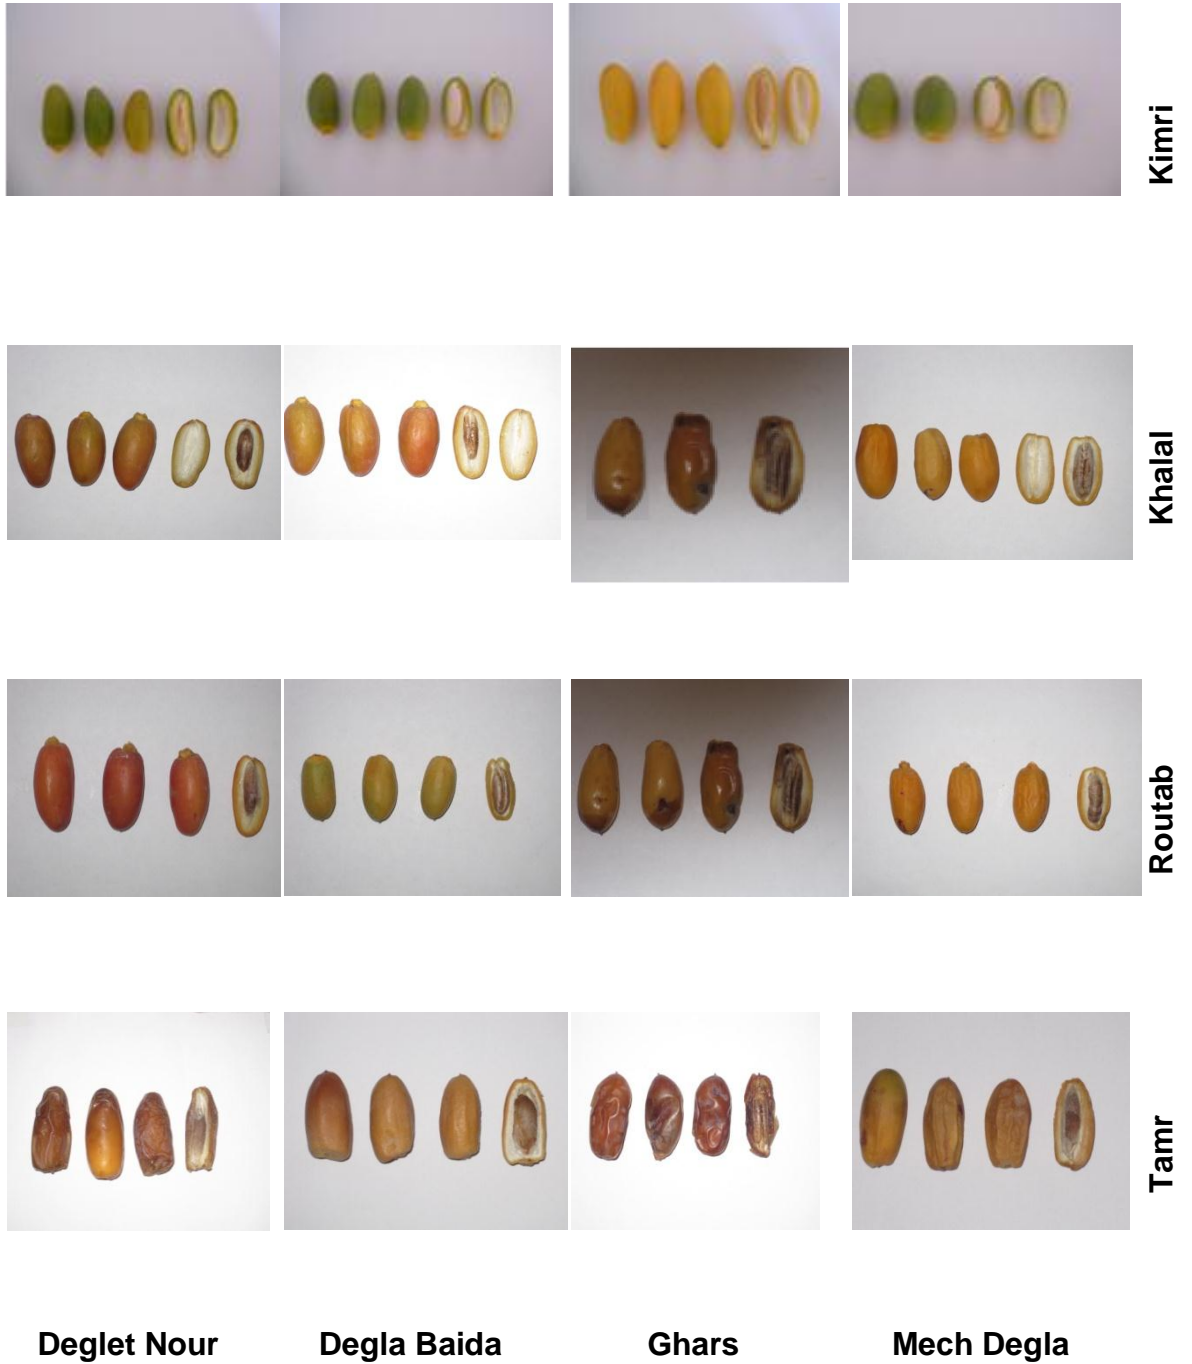 Kimri
Khalal
Routab
Tamr
Deglet Nour
Degla Baida
Ghars
Mech Degla